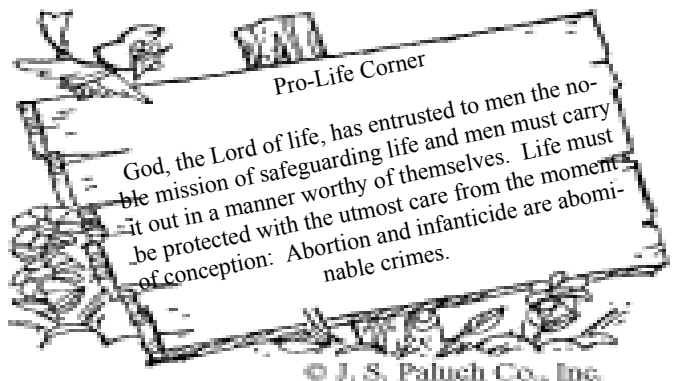 Pro-Life Corner
God, the Lord of life, has entrusted to men the no-
ble mission of safeguarding life and men must carry
it out in a manner worthy of themselves.  Life must
be protected with the utmost care from the moment
of conception:  Abortion and infanticide are abomi-
nable crimes.
© J. S. Paluch Co., Inc.